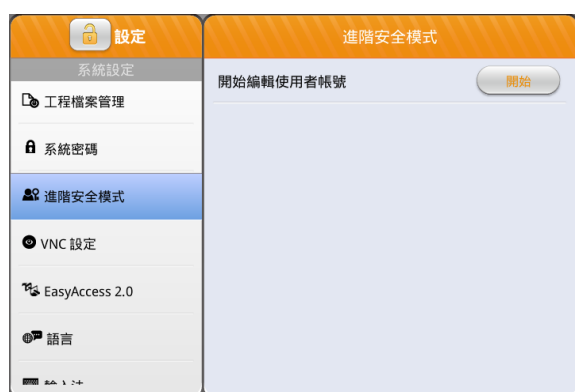 設定
系統設定
工程檔案管理
系統密碼
進階安全模式
VNC 設定
EasyAccess 2.0
語言
進階安全模式
開始編輯使用者帳號
開始